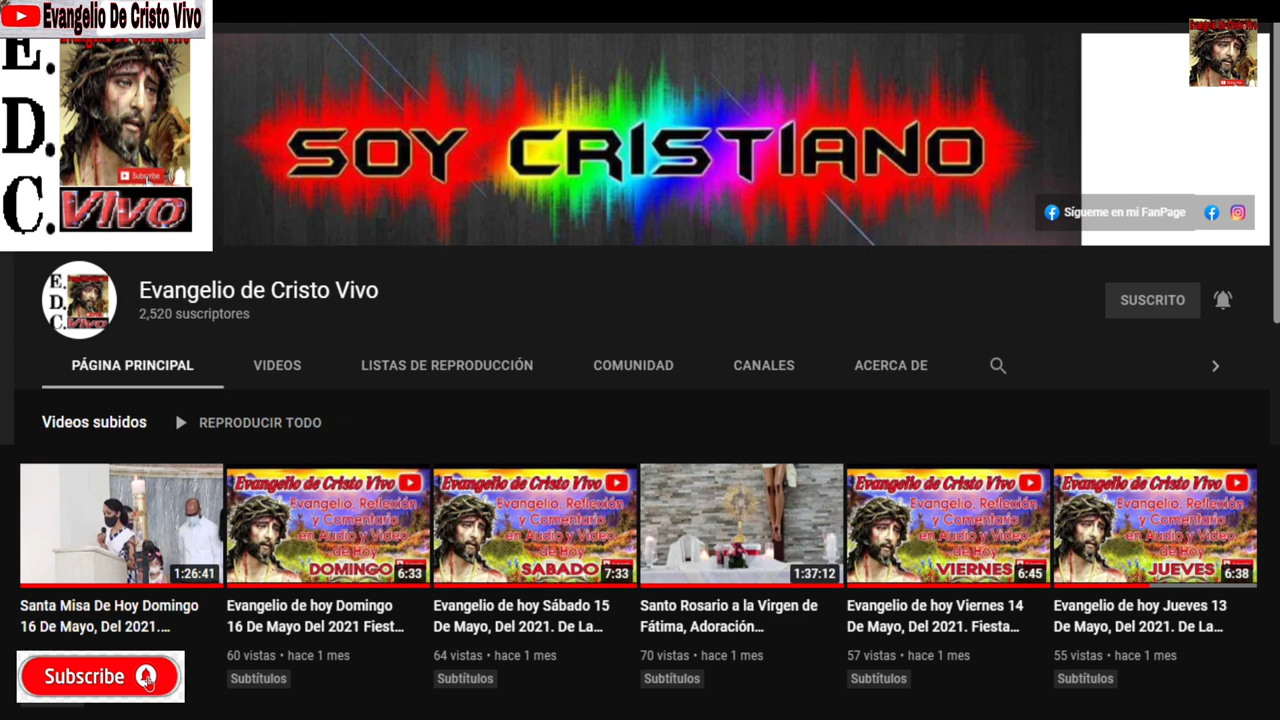 Evangelio De Cristo Vivo
E.
D.
C. Vivo
Subscribe
SOY CRISTIANO
Evangelio de Cristo Vivo
Sígueme en mi FanPage
E.
D.
C. Vivo
Evangelio de Cristo Vivo
2,520 suscriptores
SUSCRITO
PÁGINA PRINCIPAL VIDEOS LISTAS DE REPRODUCCIÓN COMUNIDAD CANALES ACERCA DE
Videos subidos REPRODUCIR TODO
1:26:41
Santa Misa De Hoy Domingo
16 De Mayo, Del 2021....
Evangelio de Cristo Vivo
Evangelio, Reflexión
y Comentario
en Audio y Video
de Hoy
DOMINGO 6:33
Evangelio de hoy Domingo
16 De Mayo Del 2021 Fiest...
60 vistas • hace 1 mes
Subtítulos
Evangelio de Cristo Vivo
Evangelio, Reflexión
y Comentario
en Audio y Video
de Hoy
SABADO 7:33
Evangelio de hoy Sábado 15
De Mayo, Del 2021. De La...
64 vistas • hace 1 mes
Subtítulos
1:37:12
Santo Rosario a la Virgen de
Fátima, Adoración...
70 vistas • hace 1 mes
Subtítulos
Evangelio de Cristo Vivo
Evangelio, Reflexión
y Comentario
en Audio y Video
de Hoy
VIERNES 6:45
Evangelio de hoy Viernes 14
De Mayo, Del 2021. Fiesta...
57 vistas • hace 1 mes
Subtítulos
Evangelio de Cristo Vivo
Evangelio, Reflexión
y Comentario
en Audio y Video
de Hoy
JUEVES 6:38
Evangelio de hoy Jueves 13
De Mayo, Del 2021. De La...
55 vistas • hace 1 mes
Subtítulos
Subscribe